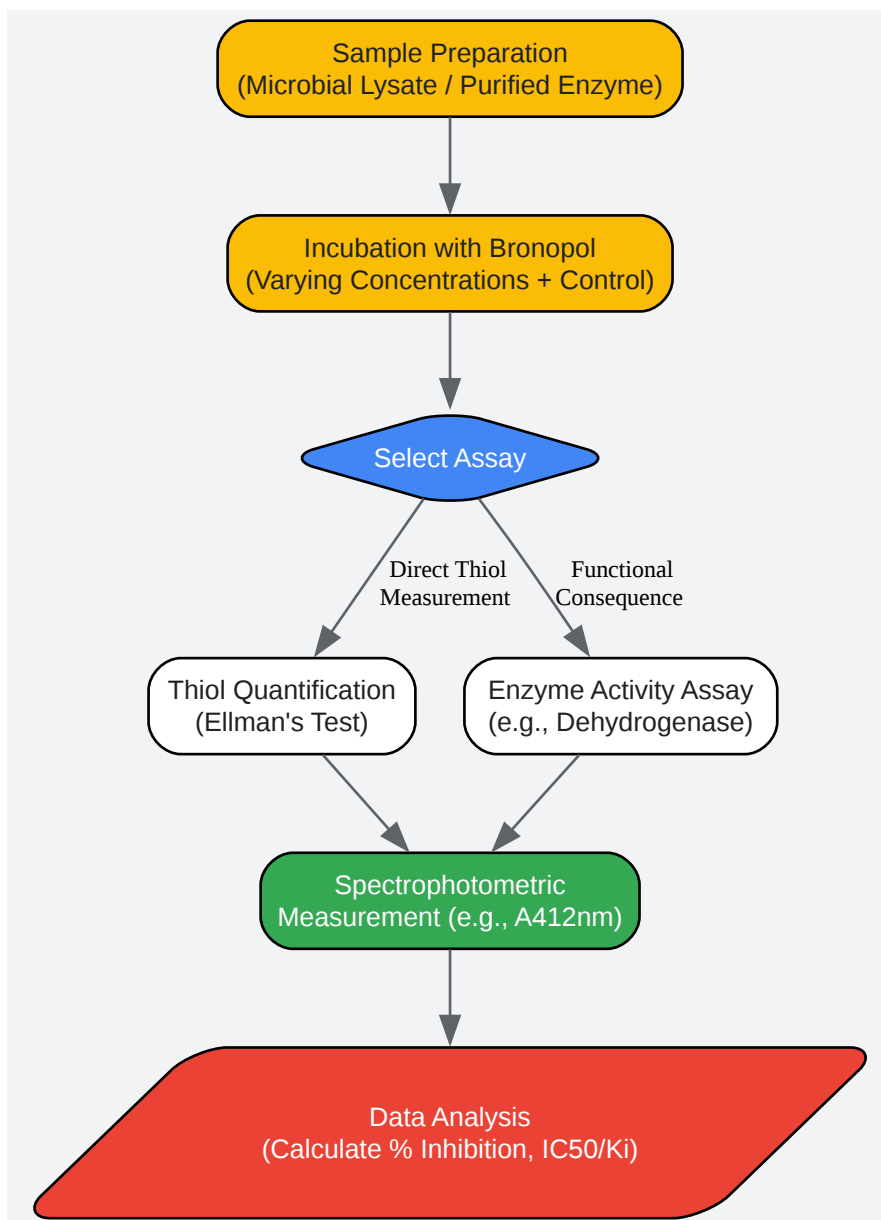 Sample Preparation
(Microbial Lysate / Purified Enzyme)
Incubation with Bronopol
(Varying Concentrations + Control)
Select Assay
Direct Thiol
Measurement
Functional
Consequence
Thiol Quantification
(Ellman's Test)
Enzyme Activity Assay
(e.g., Dehydrogenase)
Spectrophotometric
Measurement (e.g., A412nm)
Data Analysis
(Calculate % Inhibition, IC50/Ki)